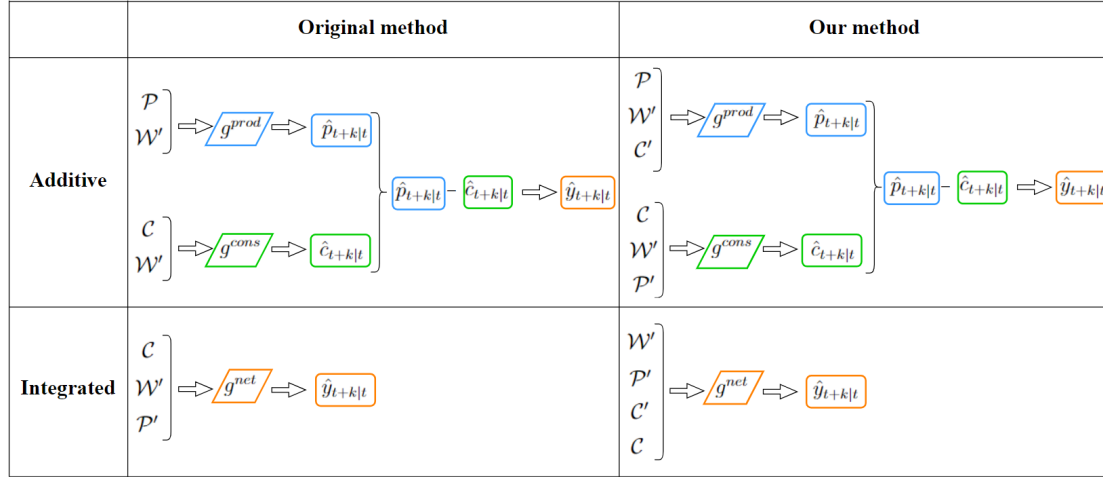 Original method
Our method
Additive
𝒫
𝒲′
g^{prod}
p̂_{t+k|t}
𝒞
𝒲′
g^{cons}
ĉ_{t+k|t}
p̂_{t+k|t} − ĉ_{t+k|t}
ŷ_{t+k|t}
𝒫
𝒲′
𝒞′
g^{prod}
p̂_{t+k|t}
𝒞
𝒲′
𝒫′
g^{cons}
ĉ_{t+k|t}
p̂_{t+k|t} − ĉ_{t+k|t}
ŷ_{t+k|t}
Integrated
𝒞
𝒲′
𝒫′
g^{net}
ŷ_{t+k|t}
𝒲′
𝒫′
𝒞′
𝒞
g^{net}
ŷ_{t+k|t}